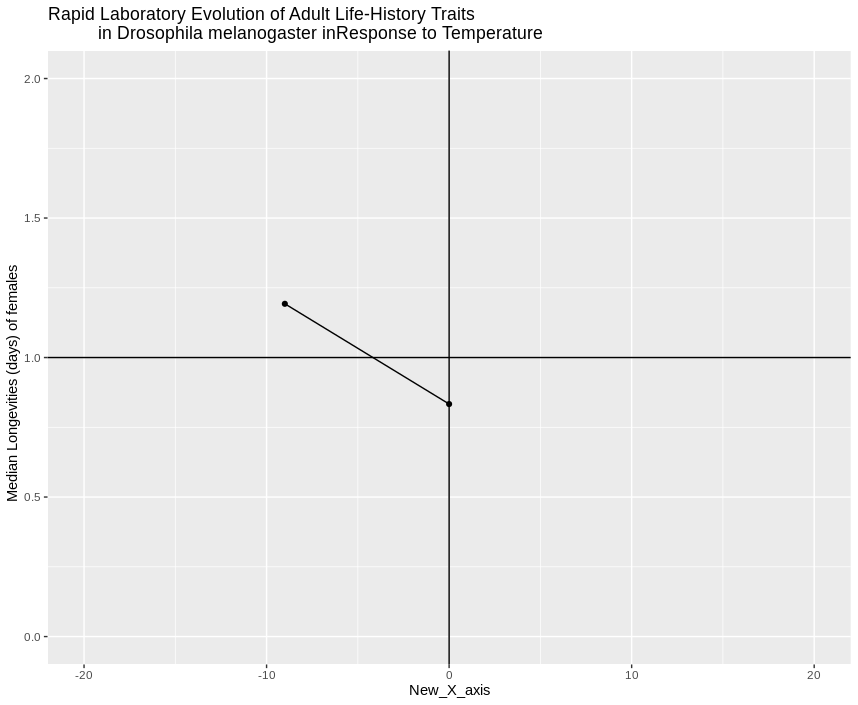 Rapid Laboratory Evolution of Adult Life-History Traits
in Drosophila melanogaster inResponse to Temperature
Median Longevities (days) of females
2.0
1.5
1.0
0.5
0.0
-20
-10
0
10
20
New_X_axis